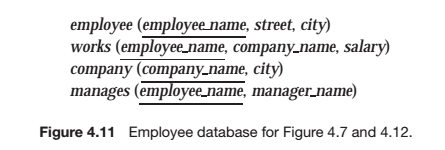 employee (employee_name, street, city)
works (employee_name, company_name, salary)
company (company_name, city)
manages (employee_name, manager_name)
Figure 4.11 Employee database for Figure 4.7 and 4.12.